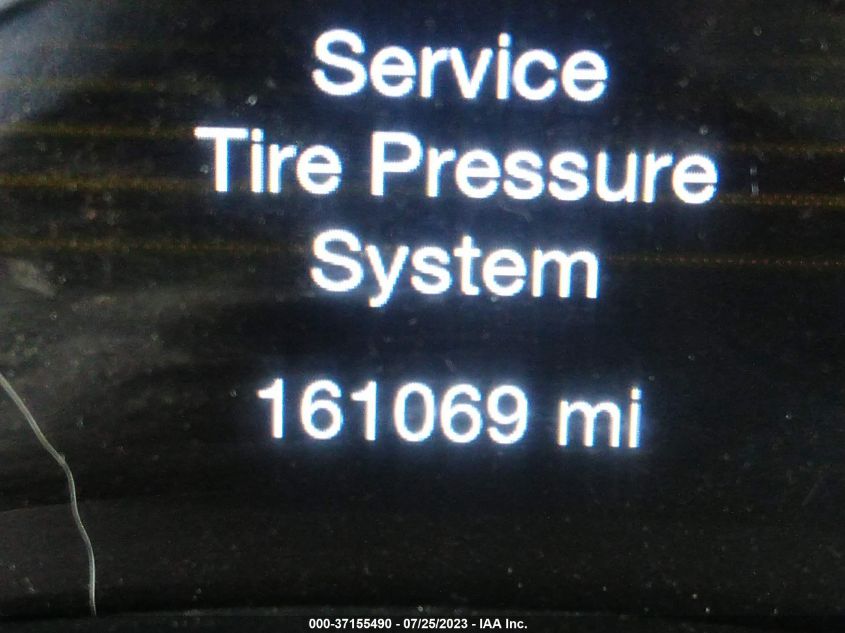 Service
Tire Pressure
System
161069 mi
000-37155490 - 07/25/2023 - IAA Inc.